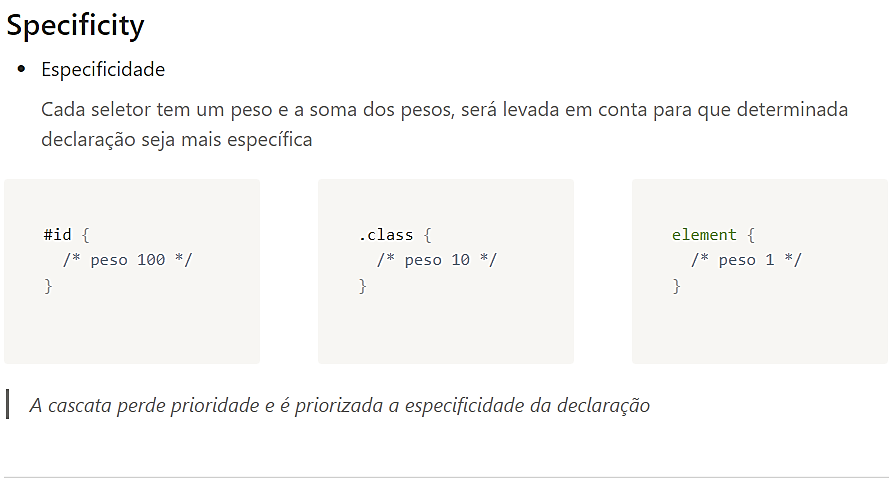 Specificity
• Especificidade
Cada seletor tem um peso e a soma dos pesos, será levada em conta para que determinada
declaração seja mais específica
#id {
  /* peso 100 */
}
.class {
  /* peso 10 */
}
element {
  /* peso 1 */
}
A cascata perde prioridade e é priorizada a especificidade da declaração